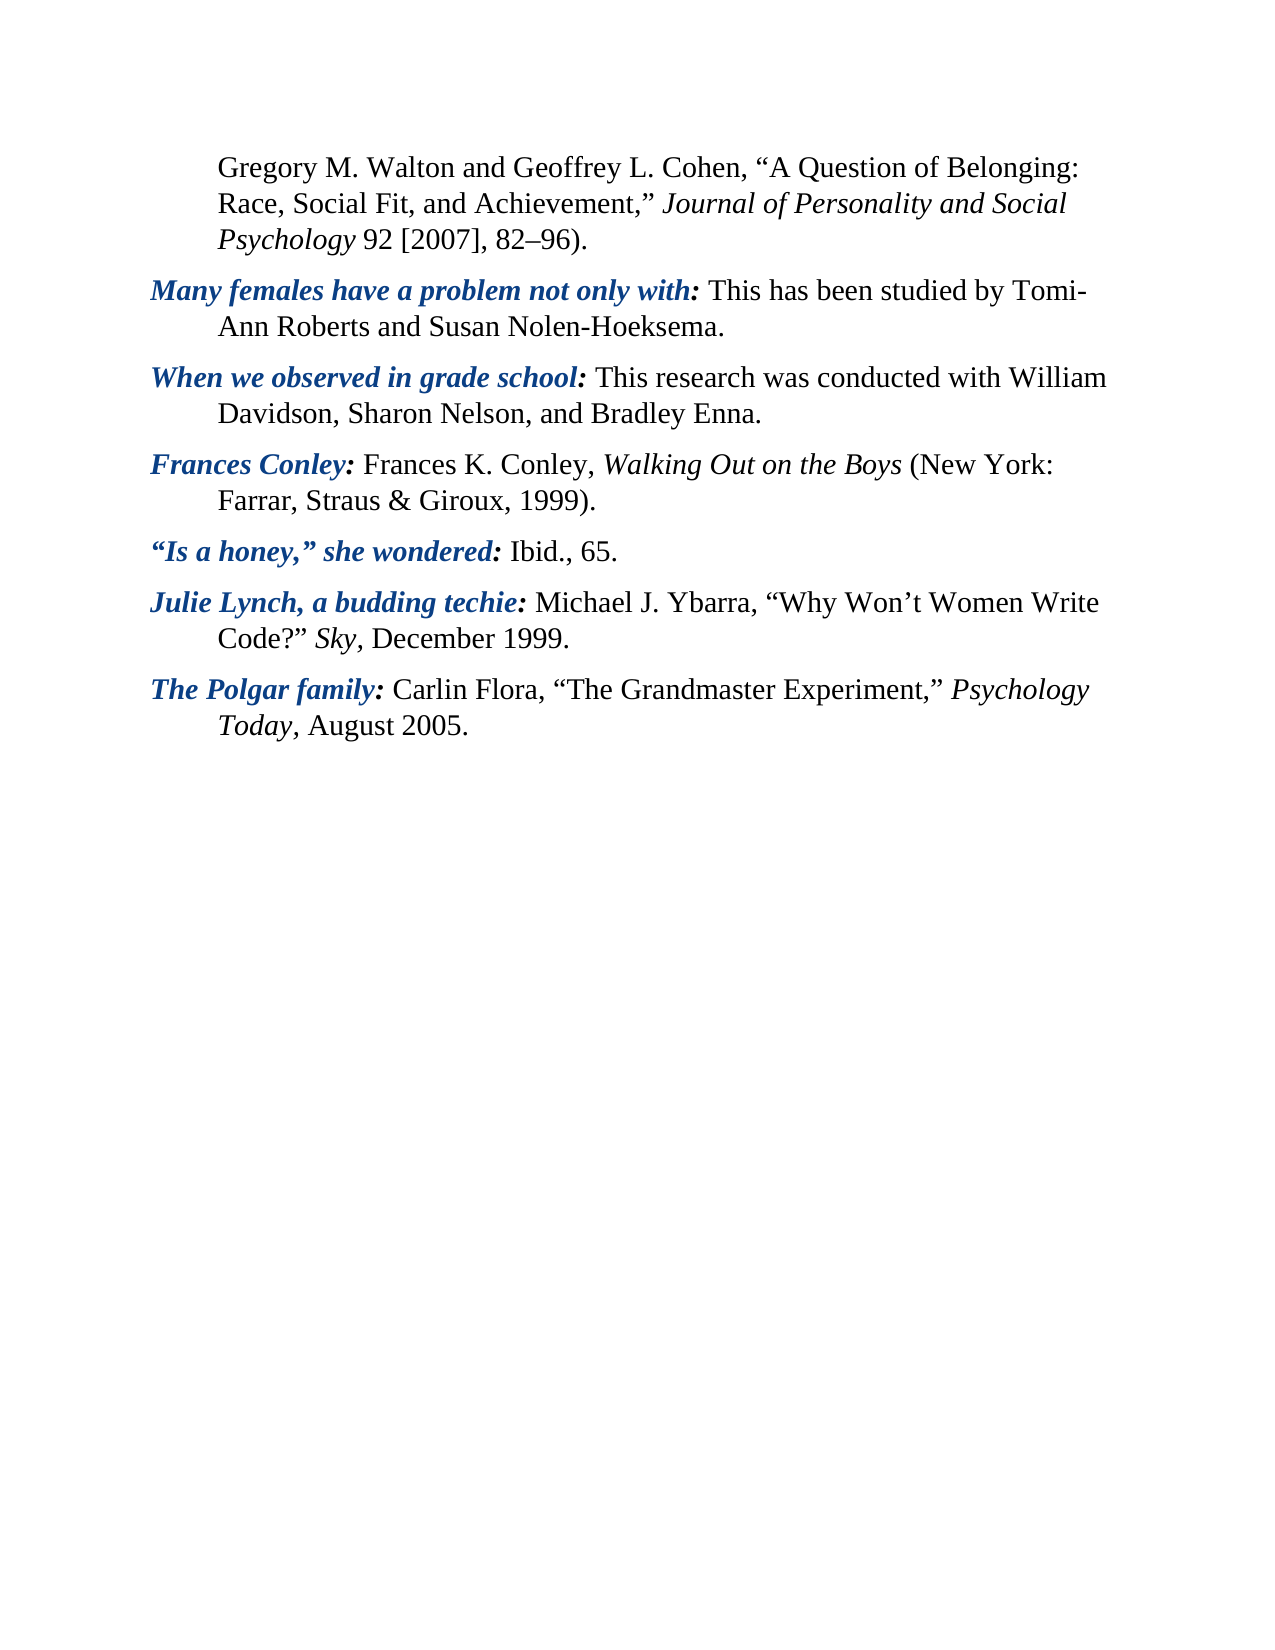 Gregory M. Walton and Geoffrey L. Cohen, “A Question of Belonging:
Race, Social Fit, and Achievement,” Journal of Personality and Social
Psychology 92 [2007], 82–96).
Many females have a problem not only with: This has been studied by Tomi-
Ann Roberts and Susan Nolen-Hoeksema.
When we observed in grade school: This research was conducted with William
Davidson, Sharon Nelson, and Bradley Enna.
Frances Conley: Frances K. Conley, Walking Out on the Boys (New York:
Farrar, Straus & Giroux, 1999).
“Is a honey,” she wondered: Ibid., 65.
Julie Lynch, a budding techie: Michael J. Ybarra, “Why Won’t Women Write
Code?” Sky, December 1999.
The Polgar family: Carlin Flora, “The Grandmaster Experiment,” Psychology
Today, August 2005.